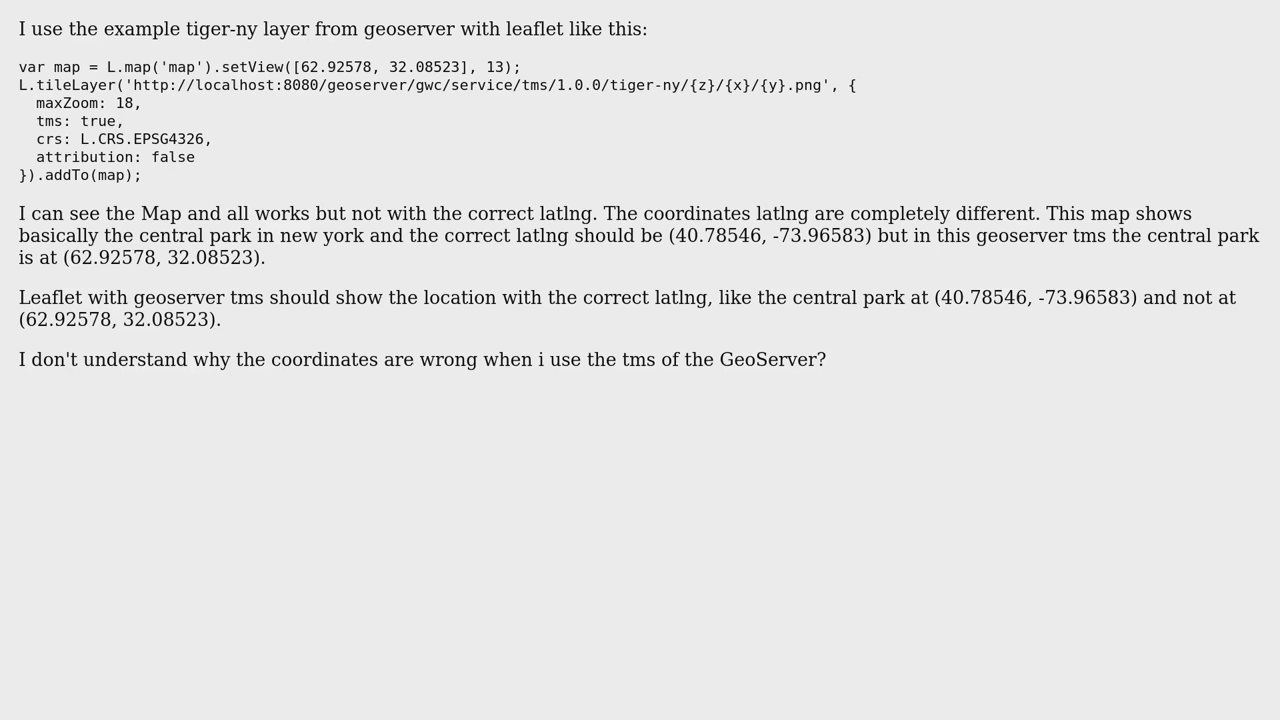 I use the example tiger-ny layer from geoserver with leaflet like this:
var map = L.map('map').setView([62.92578, 32.08523], 13);
L.tileLayer('http://localhost:8080/geoserver/gwc/service/tms/1.0.0/tiger-ny/{z}/{x}/{y}.png', {
  maxZoom: 18,
  tms: true,
  crs: L.CRS.EPSG4326,
  attribution: false
}).addTo(map);
I can see the Map and all works but not with the correct latlng. The coordinates latlng are completely different. This map shows
basically the central park in new york and the correct latlng should be (40.78546, -73.96583) but in this geoserver tms the central park
is at (62.92578, 32.08523).
Leaflet with geoserver tms should show the location with the correct latlng, like the central park at (40.78546, -73.96583) and not at
(62.92578, 32.08523).
I don't understand why the coordinates are wrong when i use the tms of the GeoServer?